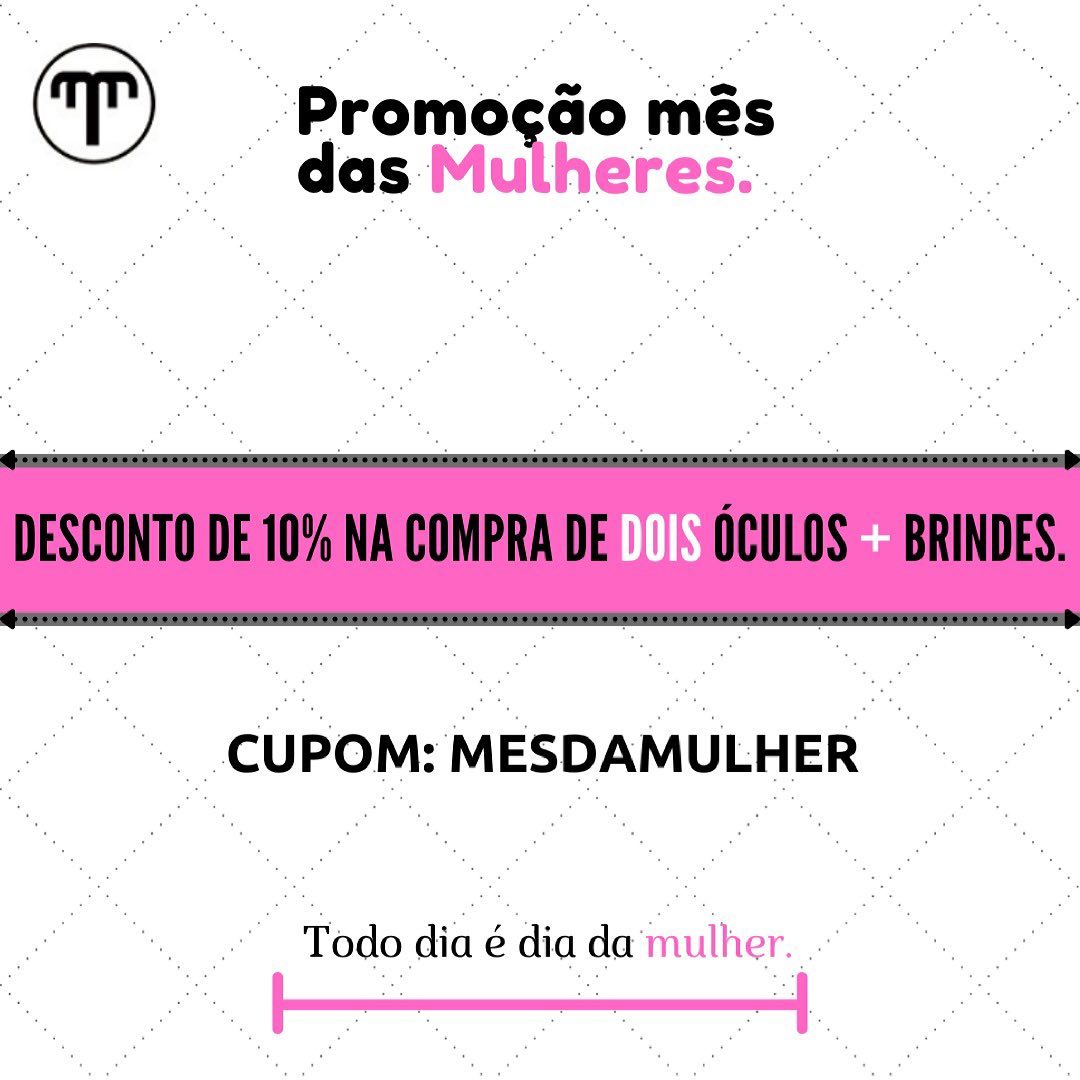 Promoção mês
das Mulheres.
DESCONTO DE 10% NA COMPRA DE DOIS ÓCULOS + BRINDES.
CUPOM: MESDAMULHER
Todo dia é dia da mulher.